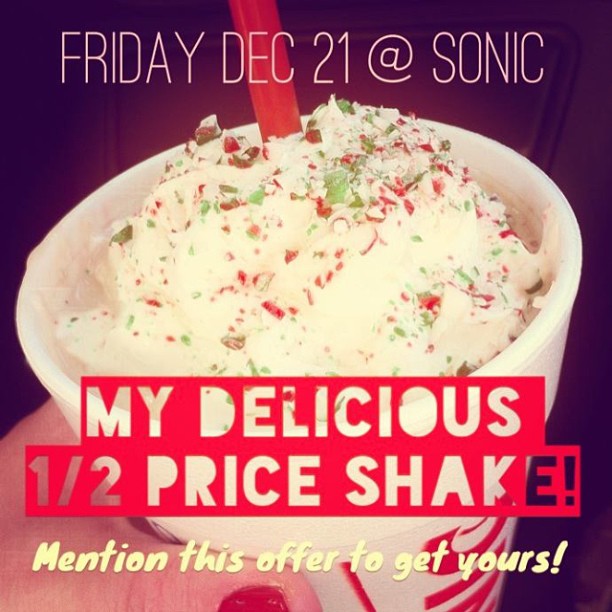 FRIDAY DEC 21 @ SONIC
MY DELICIOUS
1/2 PRICE SHAKE!
Mention this offer to get yours!